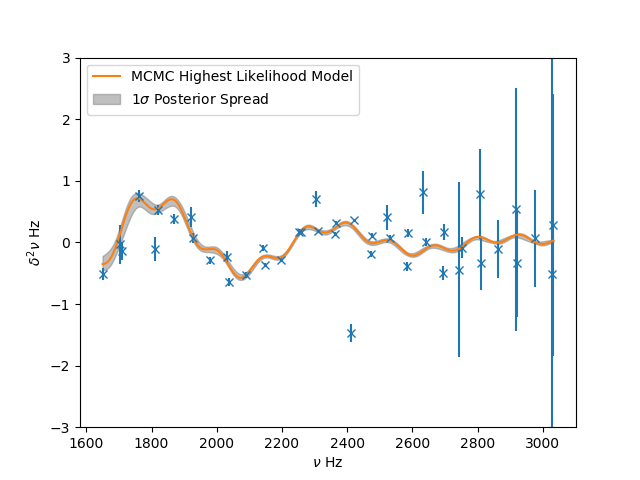 MCMC Highest Likelihood Model
1σ Posterior Spread
3
2
1
0
−1
−2
−3
δ²ν Hz
1600 1800 2000 2200 2400 2600 2800 3000
ν Hz